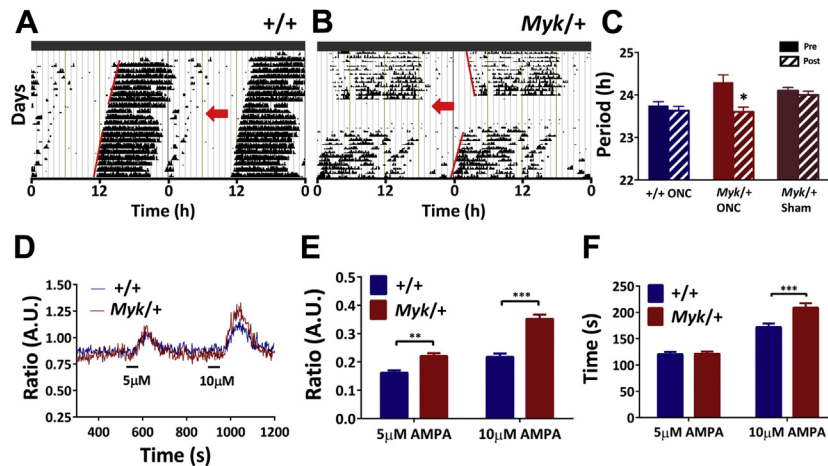 A
+/+
Days
0 12 0 12 0
Time (h)
B
Myk/+
0 12 0 12 0
Time (h)
C
Period (h)
25
24
23
22
Pre
Post
*
+/+ ONC
Myk/+
ONC
Myk/+
Sham
D
Ratio (A.U.)
1.50
1.25
1.00
0.75
0.50
0.25
+/+
Myk/+
5μM
10μM
400 600 800 1000 1200
Time (s)
E
Ratio (A.U.)
0.5
0.4
0.3
0.2
0.1
0.0
+/+
Myk/+
**
***
5μM AMPA
10μM AMPA
F
Time (s)
250
200
150
100
50
0
+/+
Myk/+
***
5μM AMPA
10μM AMPA